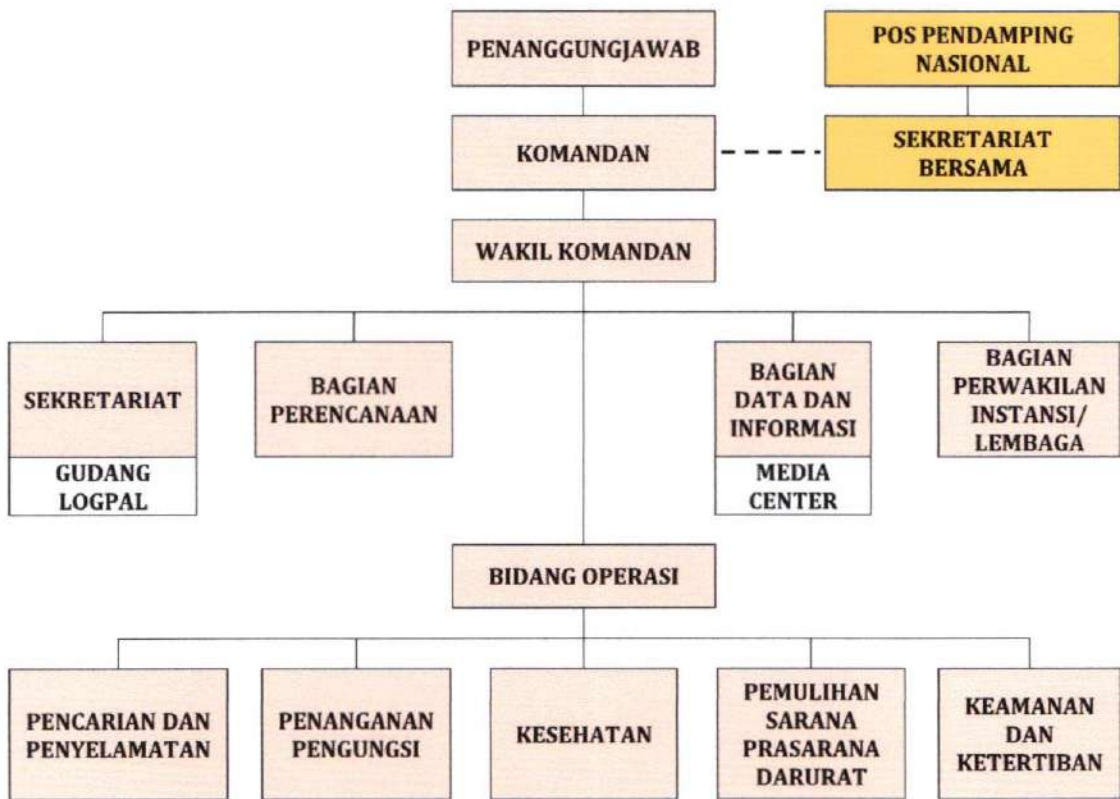 PENANGGUNGJAWAB
POS PENDAMPING
NASIONAL
KOMANDAN
SEKRETARIAT
BERSAMA
WAKIL KOMANDAN
SEKRETARIAT
GUDANG
LOGPAL
BAGIAN
PERENCANAAN
BAGIAN
DATA DAN
INFORMASI
MEDIA
CENTER
BAGIAN
PERWAKILAN
INSTANSI/
LEMBAGA
BIDANG OPERASI
PENCARIAN DAN
PENYELAMATAN
PENANGANAN
PENGUNGSI
KESEHATAN
PEMULIHAN
SARANA
PRASARANA
DARURAT
KEAMANAN
DAN
KETERTIBAN